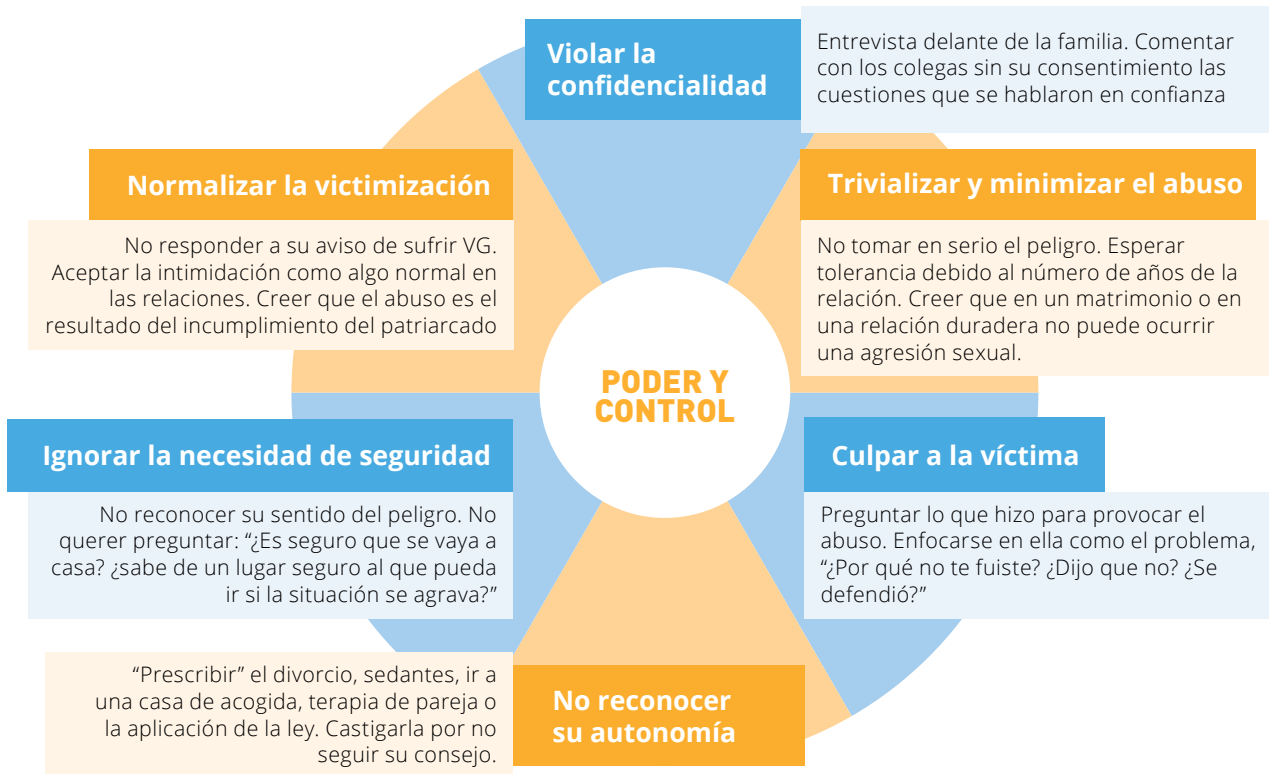 Violar la
confidencialidad
Entrevista delante de la familia. Comentar
con los colegas sin su consentimiento las
cuestiones que se hablaron en confianza
Normalizar la victimización
No responder a su aviso de sufrir VG.
Aceptar la intimidación como algo normal en
las relaciones. Creer que el abuso es el
resultado del incumplimiento del patriarcado
Trivializar y minimizar el abuso
No tomar en serio el peligro. Esperar
tolerancia debido al número de años de la
relación. Creer que en un matrimonio o en
una relación duradera no puede ocurrir
una agresión sexual.
PODER Y
CONTROL
Ignorar la necesidad de seguridad
No reconocer su sentido del peligro. No
querer preguntar: “¿Es seguro que se vaya a
casa? ¿sabe de un lugar seguro al que pueda
ir si la situación se agrava?”
Culpar a la víctima
Preguntar lo que hizo para provocar el
abuso. Enfocarse en ella como el problema,
“¿Por qué no te fuiste? ¿Dijo que no? ¿Se
defendió?”
“Prescribir” el divorcio, sedantes, ir a
una casa de acogida, terapia de pareja o
la aplicación de la ley. Castigarla por no
seguir su consejo.
No reconocer
su autonomía